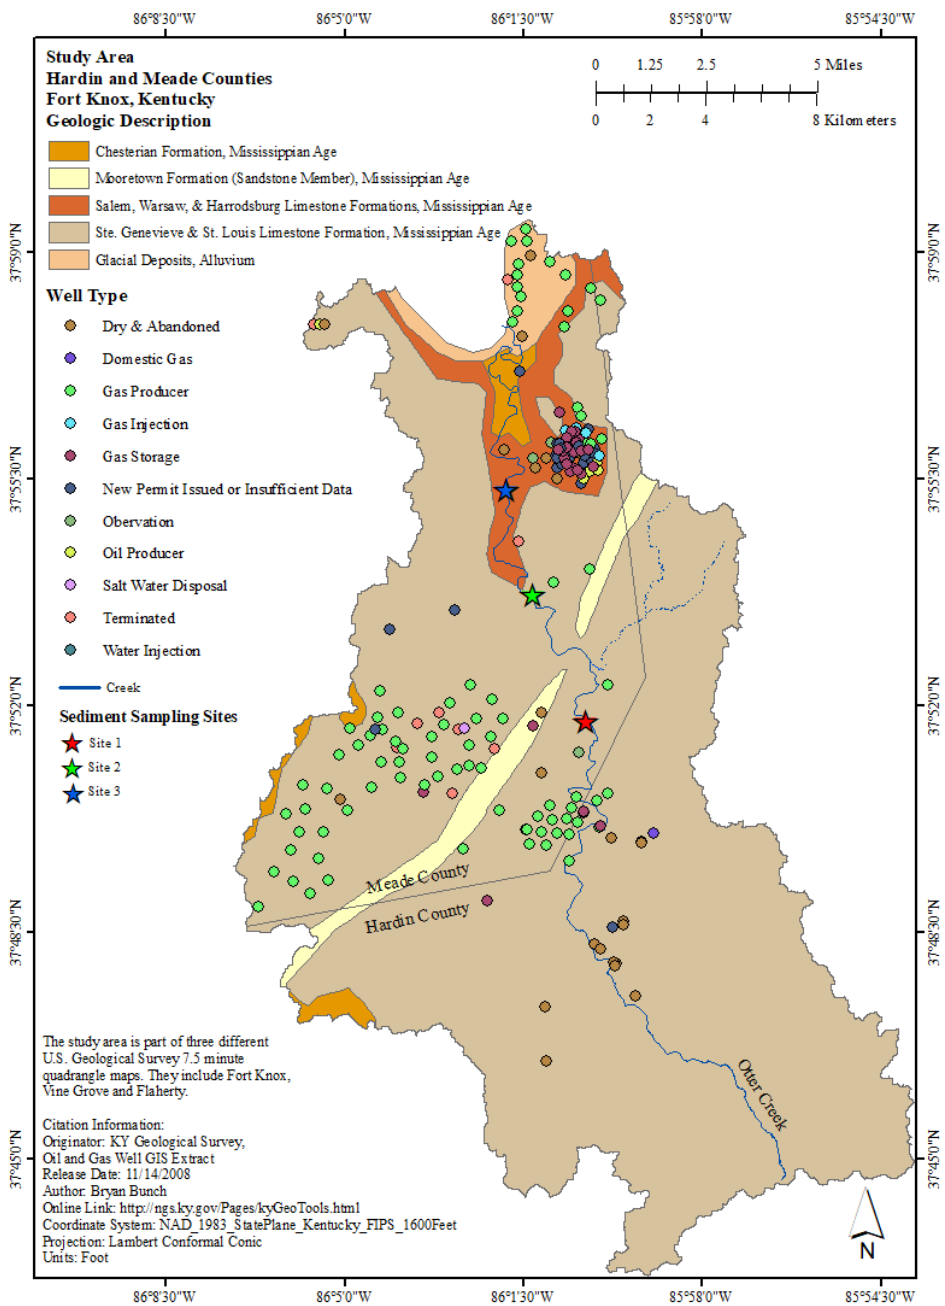 86°8'30"W 86°5'0"W 86°1'30"W 85°58'0"W 85°54'30"W
Study Area
Hardin and Meade Counties
Fort Knox, Kentucky
Geologic Description
0 1.25 2.5 5 Miles
0 2 4 8 Kilometers
Chesterian Formation, Mississippian Age
Mooretown Formation (Sandstone Member), Mississippian Age
Salem, Warsaw, & Harrodsburg Limestone Formations, Mississippian Age
Ste. Genevieve & St. Louis Limestone Formation, Mississippian Age
Glacial Deposits, Alluvium
Well Type
Dry & Abandoned
Domestic Gas
Gas Producer
Gas Injection
Gas Storage
New Permit Issued or Insufficient Data
Obervation
Oil Producer
Salt Water Disposal
Terminated
Water Injection
Creek
Sediment Sampling Sites
Site 1
Site 2
Site 3
37°59'0"N 37°59'0"N
37°55'30"N 37°55'30"N
37°52'0"N 37°52'0"N
37°48'30"N 37°48'30"N
37°45'0"N 37°45'0"N
Meade County
Hardin County
Otter Creek
The study area is part of three different
U.S. Geological Survey 7.5 minute
quadrangle maps. They include Fort Knox,
Vine Grove and Flaherty.
Citation Information:
Originator: KY Geological Survey,
Oil and Gas Well GIS Extract
Release Date: 11/14/2008
Author: Bryan Bunch
Online Link: http://ngs.ky.gov/Pages/kyGeoTools.html
Coordinate System: NAD_1983_StatePlane_Kentucky_FIPS_1600Feet
Projection: Lambert Conformal Conic
Units: Foot
N
86°8'30"W 86°5'0"W 86°1'30"W 85°58'0"W 85°54'30"W